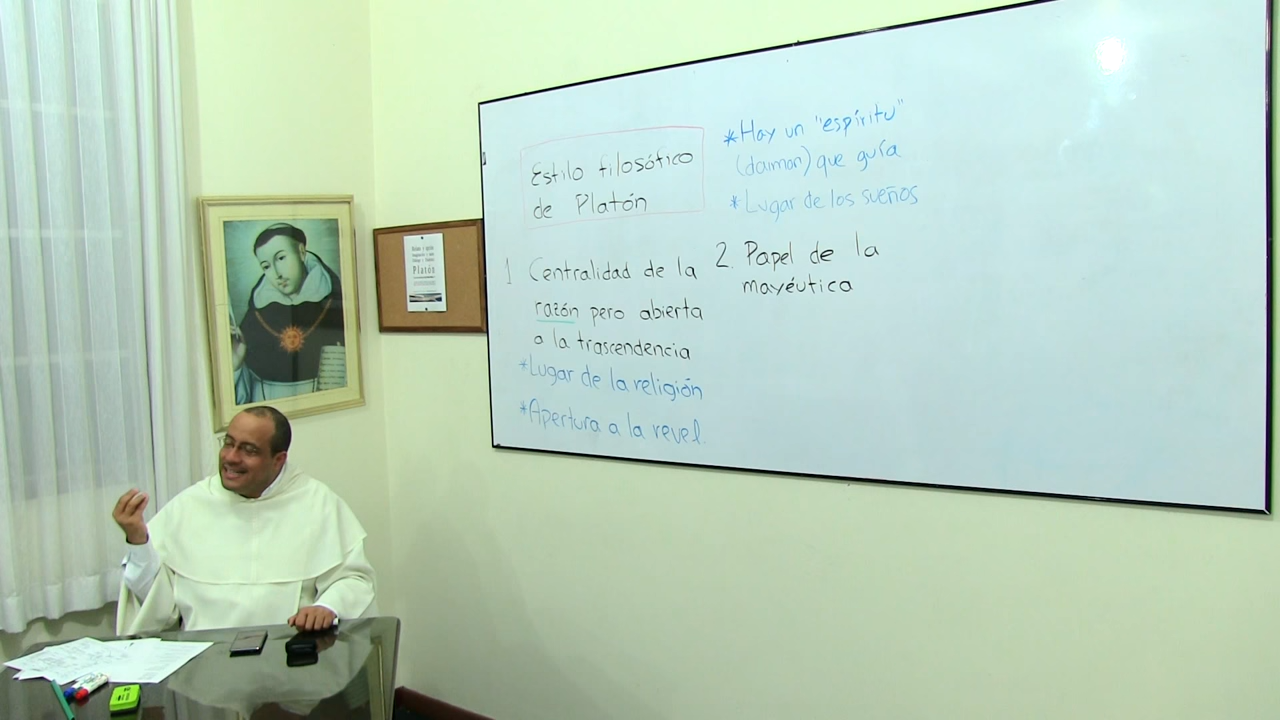 Estilo filosófico
de Platón
1 Centralidad de la
razón pero abierta
a la trascendencia
*Lugar de la religión
*Apertura a la revel.
*Hay un "espíritu"
(daimon) que guía
*Lugar de los sueños
2. Papel de la
mayéutica
Platón